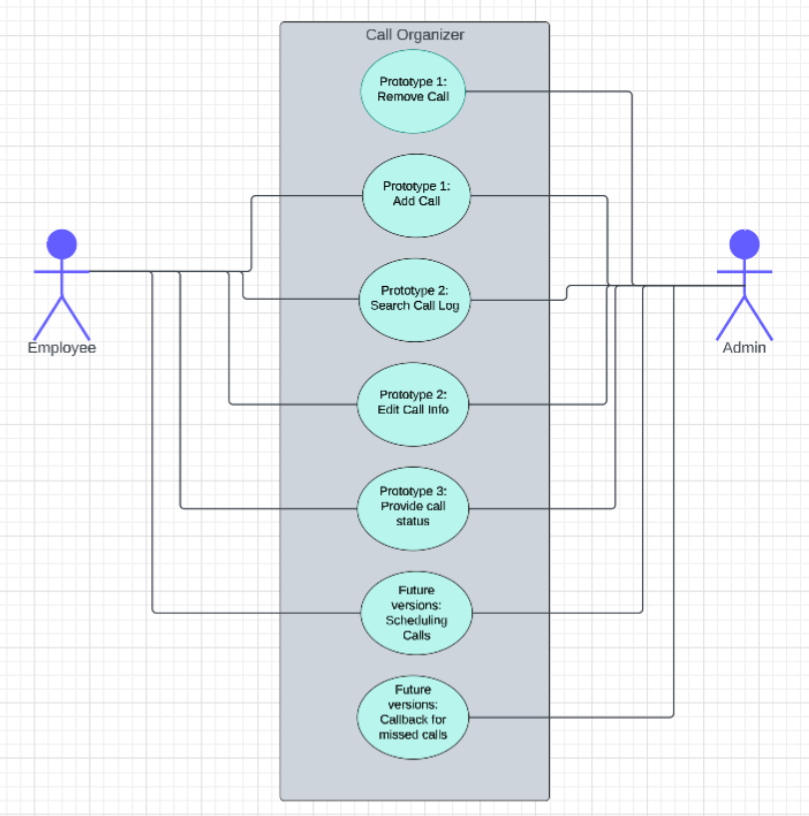 Call Organizer
Prototype 1:
Remove Call
Prototype 1:
Add Call
Prototype 2:
Search Call Log
Employee
Admin
Prototype 2:
Edit Call Info
Prototype 3:
Provide call
status
Future
versions:
Scheduling
Calls
Future
versions:
Callback for
missed calls